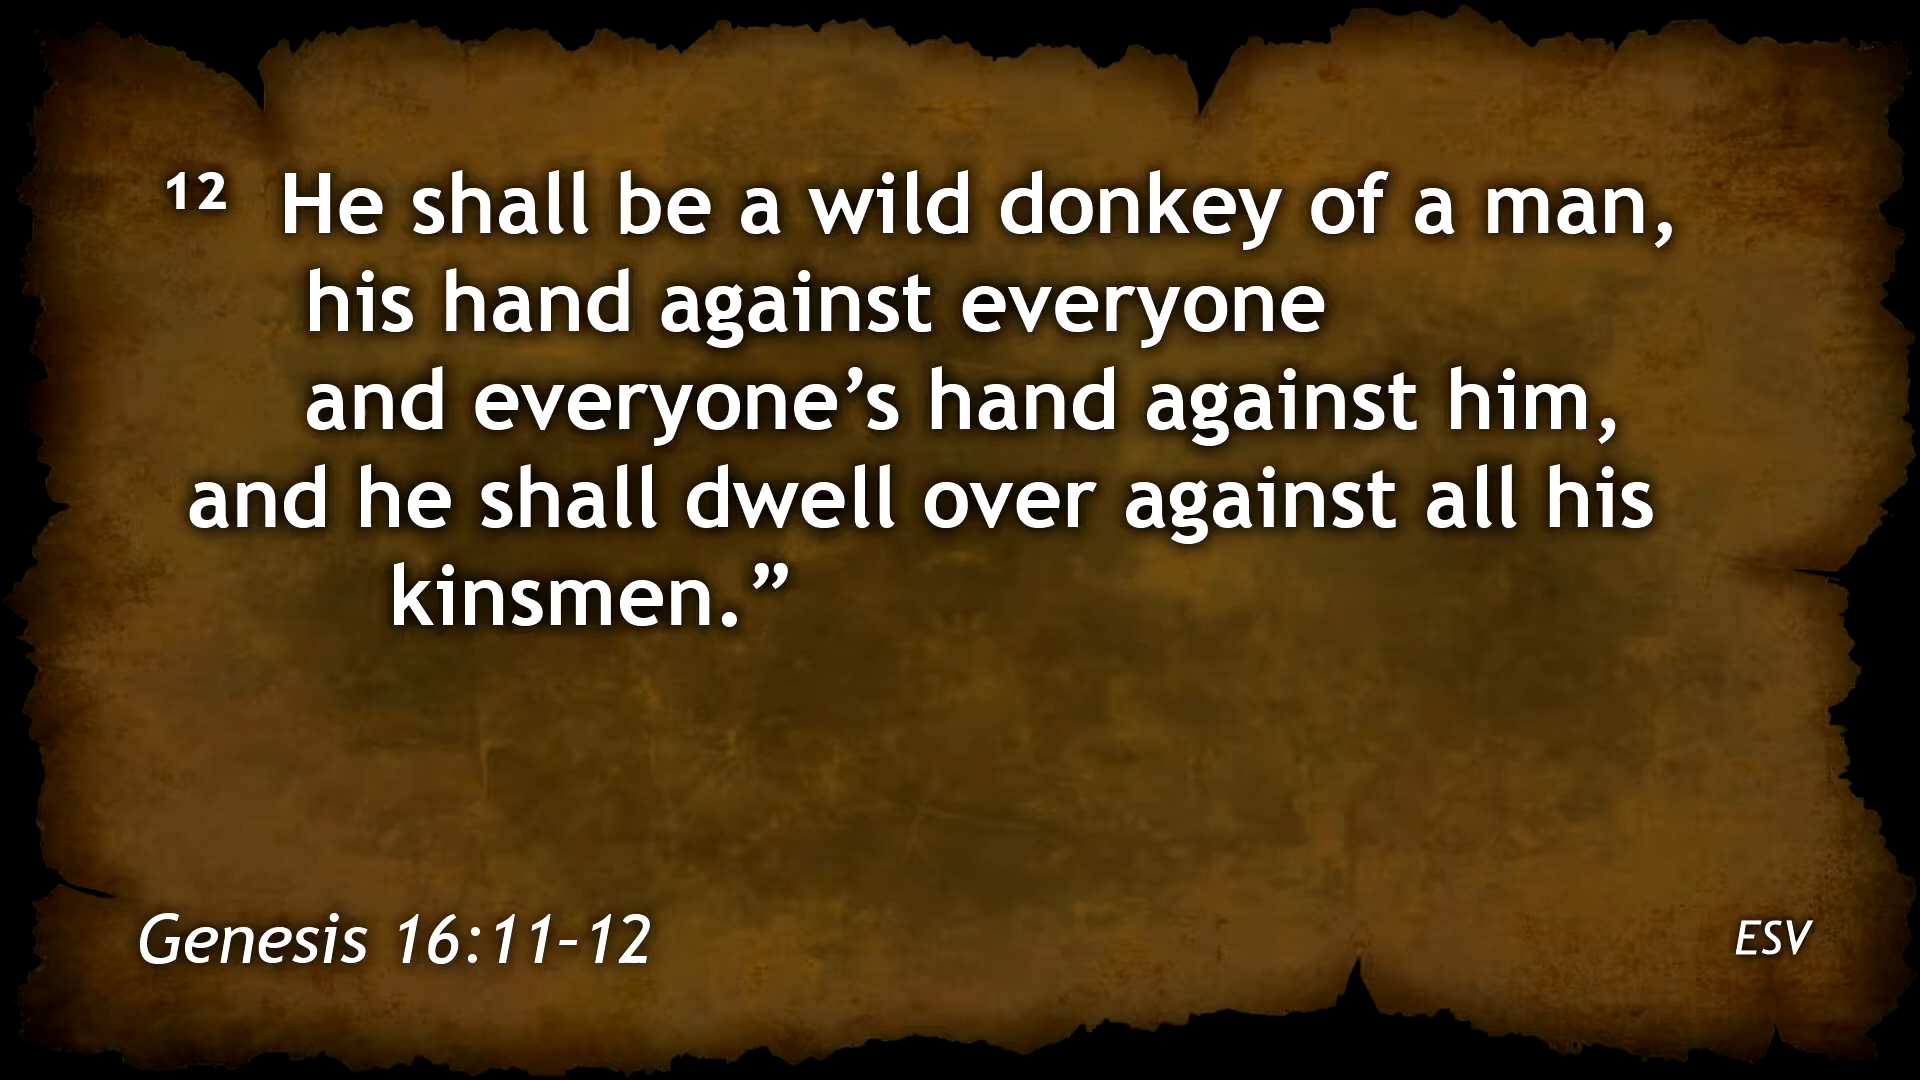 12 He shall be a wild donkey of a man,
his hand against everyone
and everyone’s hand against him,
and he shall dwell over against all his
kinsmen.”
Genesis 16:11–12
ESV